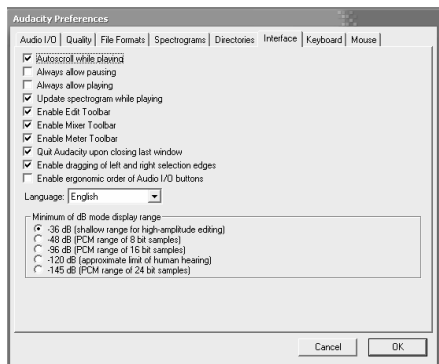 Audacity Preferences
Audio I/O Quality File Formats Spectrograms Directories Interface Keyboard Mouse
Autoscroll while playing
Always allow pausing
Always allow playing
Update spectrogram while playing
Enable Edit Toolbar
Enable Mixer Toolbar
Enable Meter Toolbar
Quit Audacity upon closing last window
Enable dragging of left and right selection edges
Enable ergonomic order of Audio I/O buttons
Language: English
Minimum of dB mode display range
-36 dB (shallow range for high-amplitude editing)
-48 dB (PCM range of 8 bit samples)
-96 dB (PCM range of 16 bit samples)
-120 dB (approximate limit of human hearing)
-145 dB (PCM range of 24 bit samples)
Cancel OK